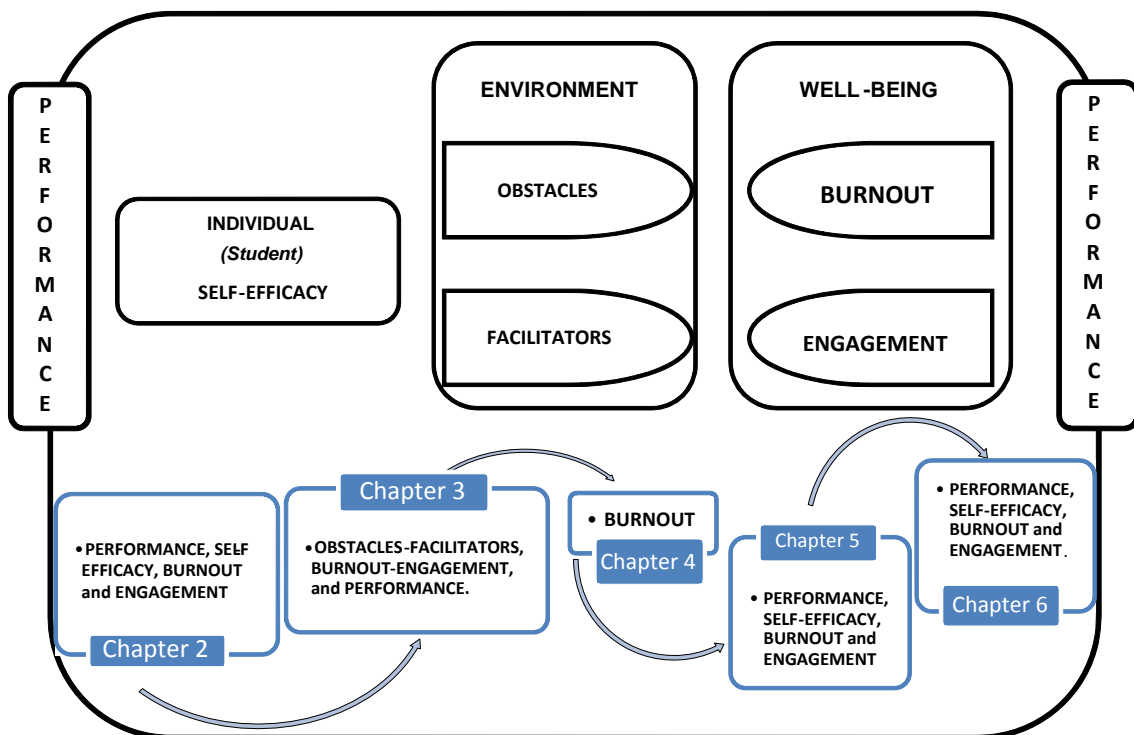 PERFORMANCE
INDIVIDUAL
(Student)
SELF-EFFICACY
ENVIRONMENT
OBSTACLES
FACILITATORS
WELL-BEING
BURNOUT
ENGAGEMENT
PERFORMANCE
•PERFORMANCE, SELF
EFFICACY, BURNOUT
and ENGAGEMENT
Chapter 2
Chapter 3
•OBSTACLES-FACILITATORS,
BURNOUT-ENGAGEMENT,
and PERFORMANCE.
• BURNOUT
Chapter 4
Chapter 5
• PERFORMANCE,
SELF-EFFICACY,
BURNOUT and
ENGAGEMENT
• PERFORMANCE,
SELF-EFFICACY,
BURNOUT and
ENGAGEMENT.
Chapter 6